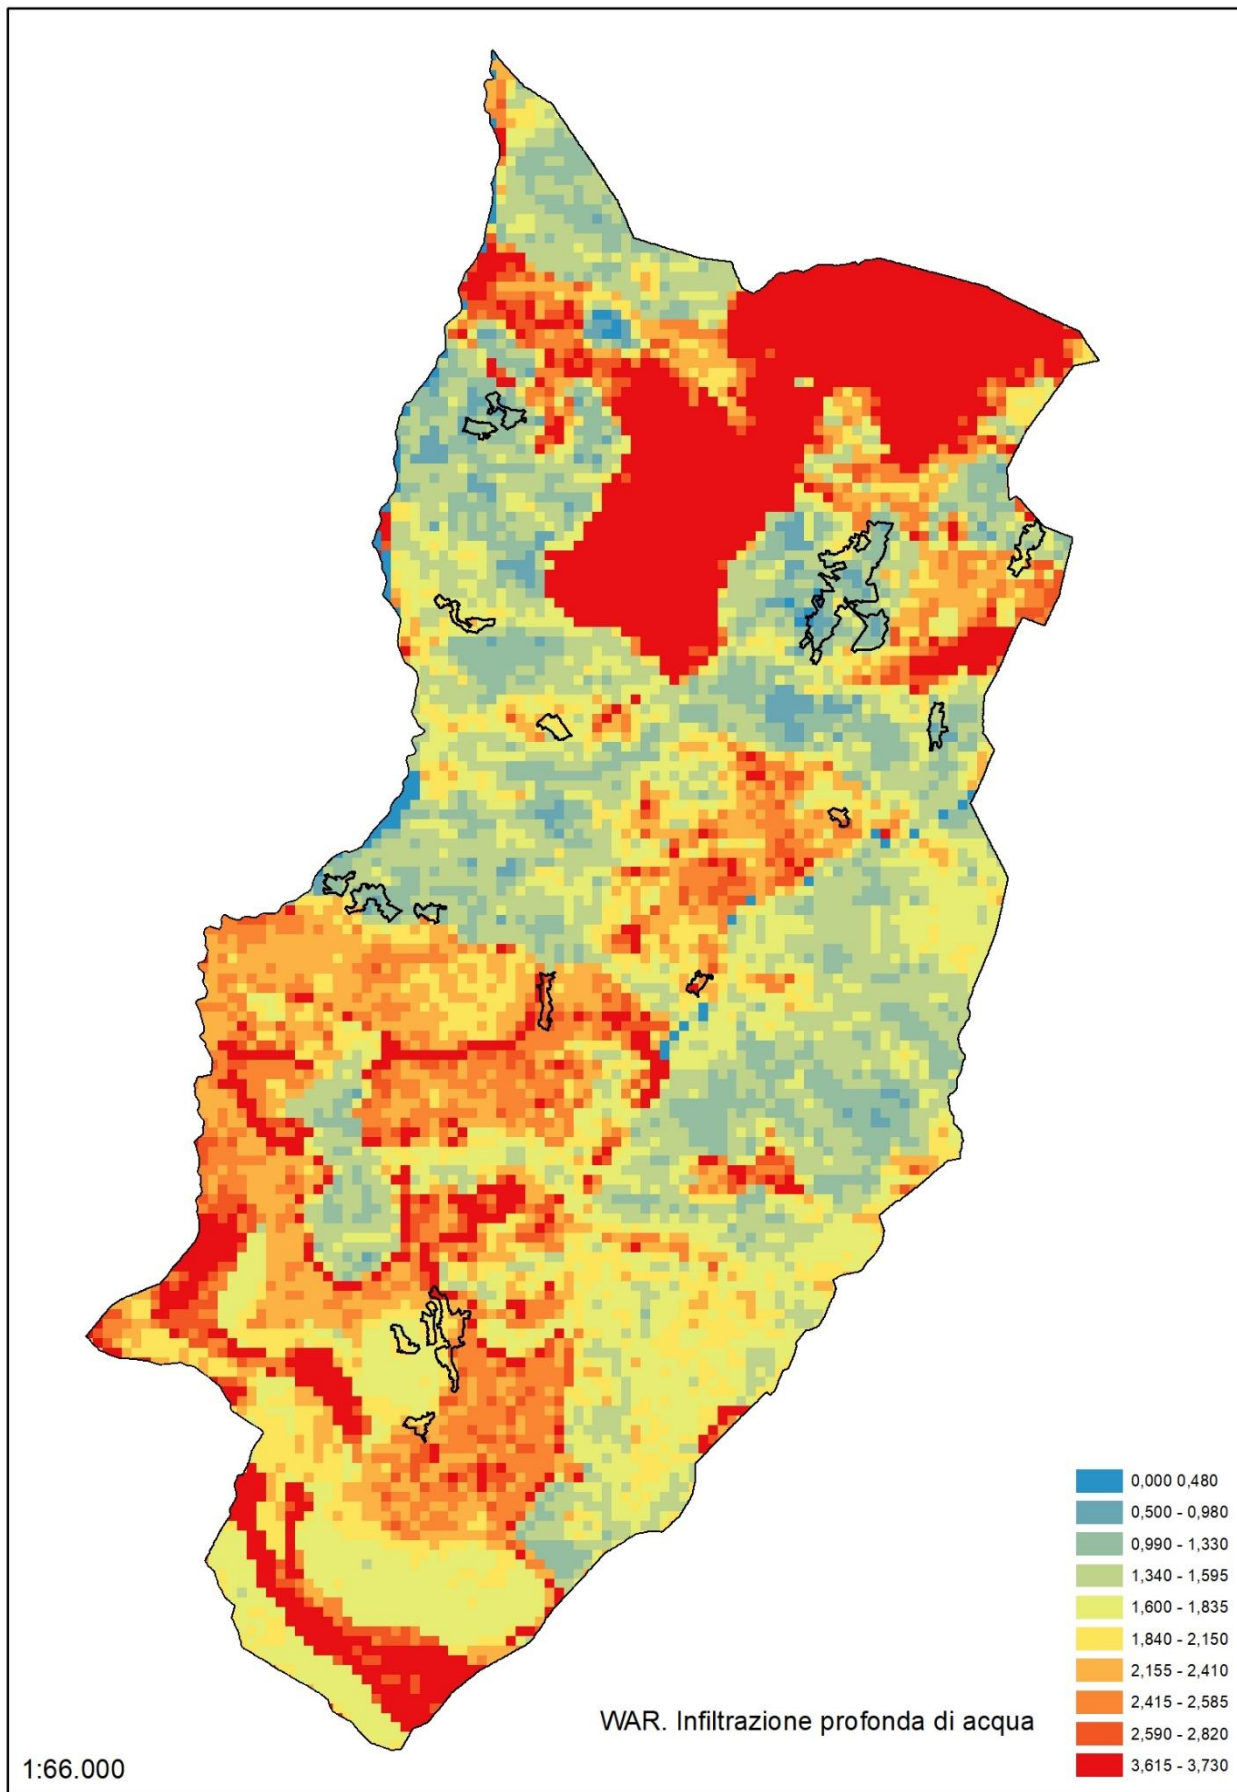 0,000 0,480
0,500 - 0,980
0,990 - 1,330
1,340 - 1,595
1,600 - 1,835
1,840 - 2,150
2,155 - 2,410
2,415 - 2,585
2,590 - 2,820
3,615 - 3,730
WAR. Infiltrazione profonda di acqua
1:66.000